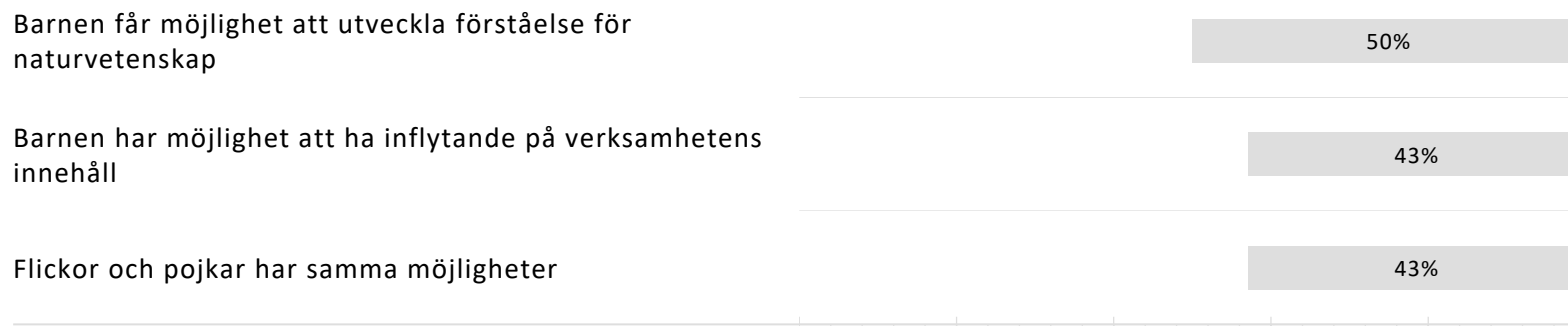 Barnen får möjlighet att utveckla förståelse för
naturvetenskap
50%
Barnen har möjlighet att ha inflytande på verksamhetens
innehåll
43%
Flickor och pojkar har samma möjligheter
43%